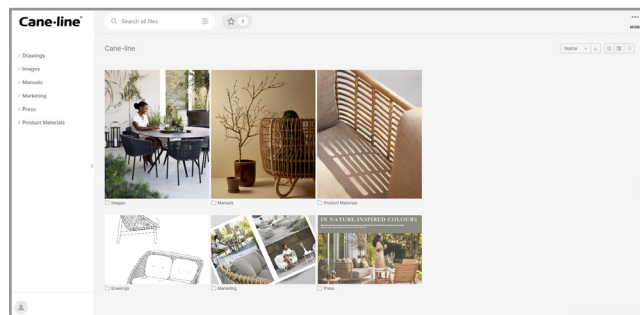 Cane-line
Search all files
MORE
Cane-line
Name
Drawings
Images
Manuals
Marketing
Press
Product Materials
Images
Manuals
Product Materials
IN NATURE-INSPIRED COLOURS
Drawings
Marketing
Press